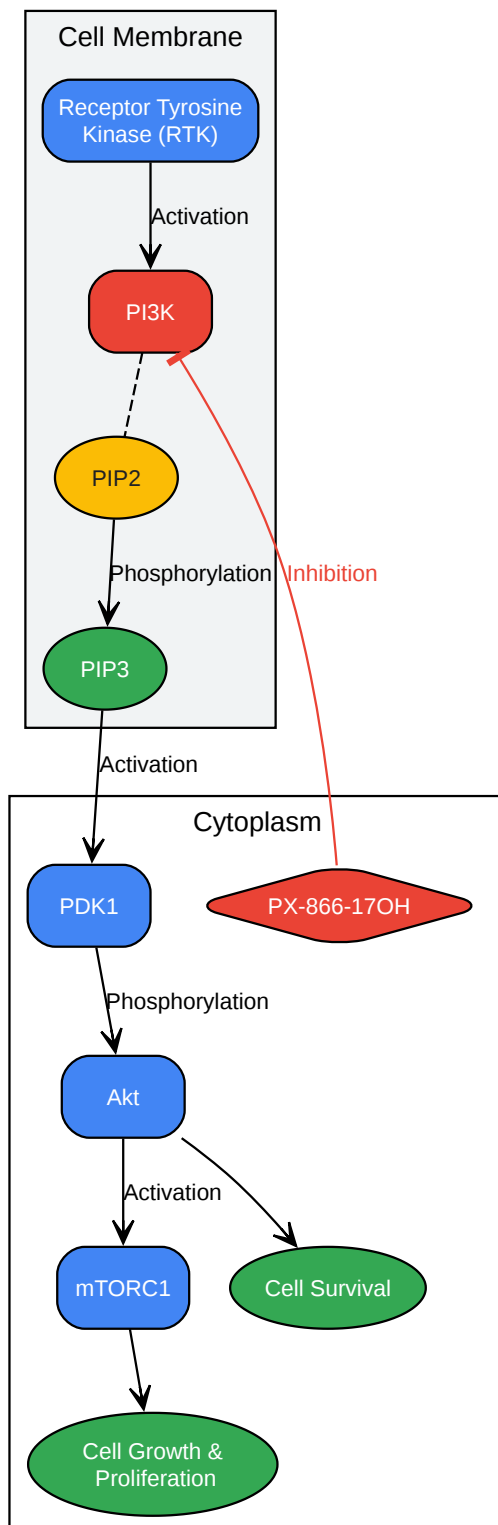 Cell Membrane
Receptor Tyrosine
Kinase (RTK)
Activation
PI3K
PIP2
Phosphorylation
Inhibition
PIP3
Activation
Cytoplasm
PDK1
PX-866-17OH
Phosphorylation
Akt
Activation
mTORC1
Cell Survival
Cell Growth &
Proliferation